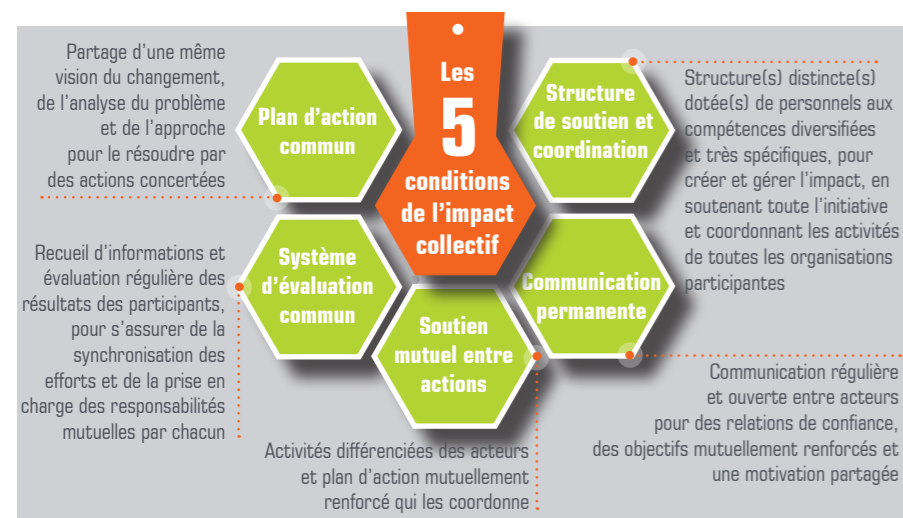 Les
5
conditions
de l'impact
collectif
Plan d'action
commun
Partage d'une même
vision du changement,
de l'analyse du problème
et de l'approche
pour le résoudre par
des actions concertées
Système
d'évaluation
commun
Recueil d'informations et
évaluation régulière des
résultats des participants,
pour s'assurer de la
synchronisation des
efforts et de la prise en
charge des responsabilités
mutuelles par chacun
Soutien
mutuel entre
actions
Activités différenciées des acteurs
et plan d'action mutuellement
renforcé qui les coordonne
Communication
permanente
Communication régulière
et ouverte entre acteurs
pour des relations de confiance,
des objectifs mutuellement renforcés et
une motivation partagée
Structure
de soutien et
coordination
Structure(s) distincte(s)
dotée(s) de personnels aux
compétences diversifiées
et très spécifiques, pour
créer et gérer l'impact, en
soutenant toute l'initiative
et coordonnant les activités
de toutes les organisations
participantes